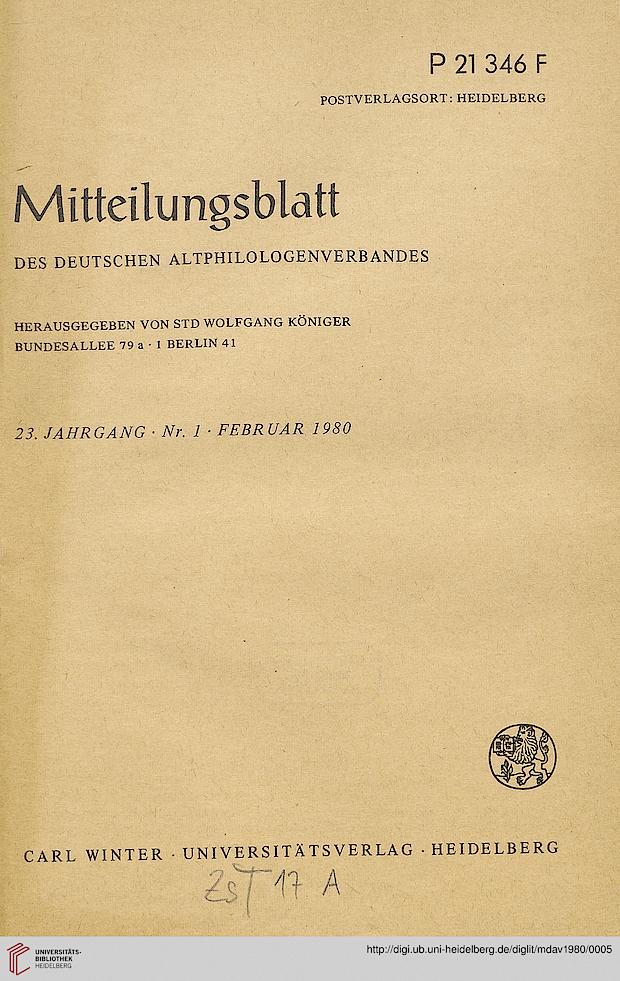 P 21 346 F
POSTVERLAGSORT: HEIDELBERG
Mitteilungsblatt
DES DEUTSCHEN ALTPHILOLOGENVERBANDES
HERAUSGEGEBEN VON STD WOLFGANG KÖNIGER
BUNDESALLEE 79 a · 1 BERLIN 41
23. JAHRGANG · Nr. 1 · FEBRUAR 1980
CARL WINTER · UNIVERSITÄTSVERLAG · HEIDELBERG
ZsT 17 A
UNIVERSITÄTS-
BIBLIOTHEK
HEIDELBERG
http://digi.ub.uni-heidelberg.de/diglit/mdav1980/0005